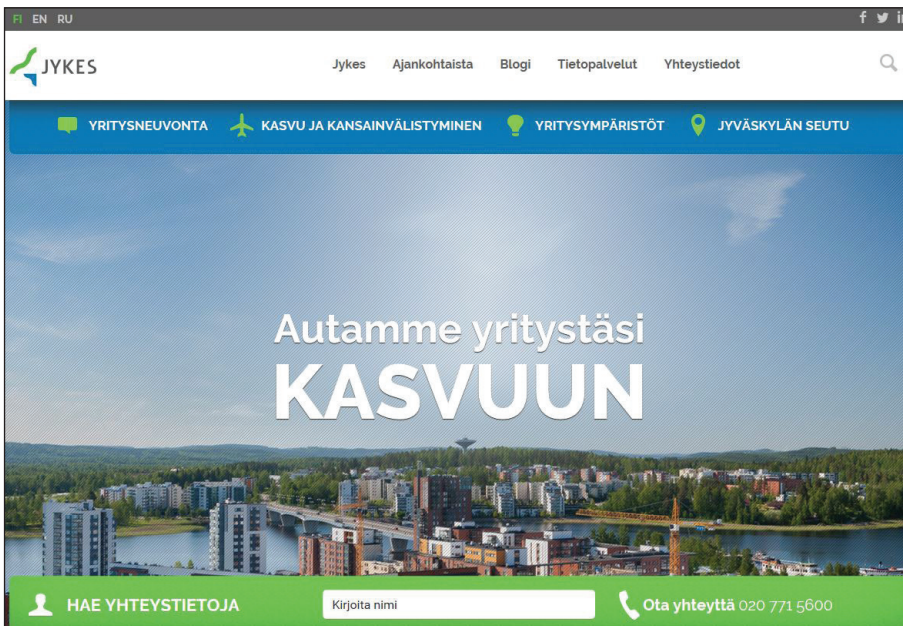 FI EN RU
JYKES
Jykes Ajankohtaista Blogi Tietopalvelut Yhteystiedot
YRITYSNEUVONTA KASVU JA KANSAINVÄLISTYMINEN YRITYSYMPÄRISTÖT JYVÄSKYLÄN SEUTU
Autamme yritystäsi
KASVUUN
HAE YHTEYSTIETOJA Kirjoita nimi Ota yhteyttä 020 771 5600